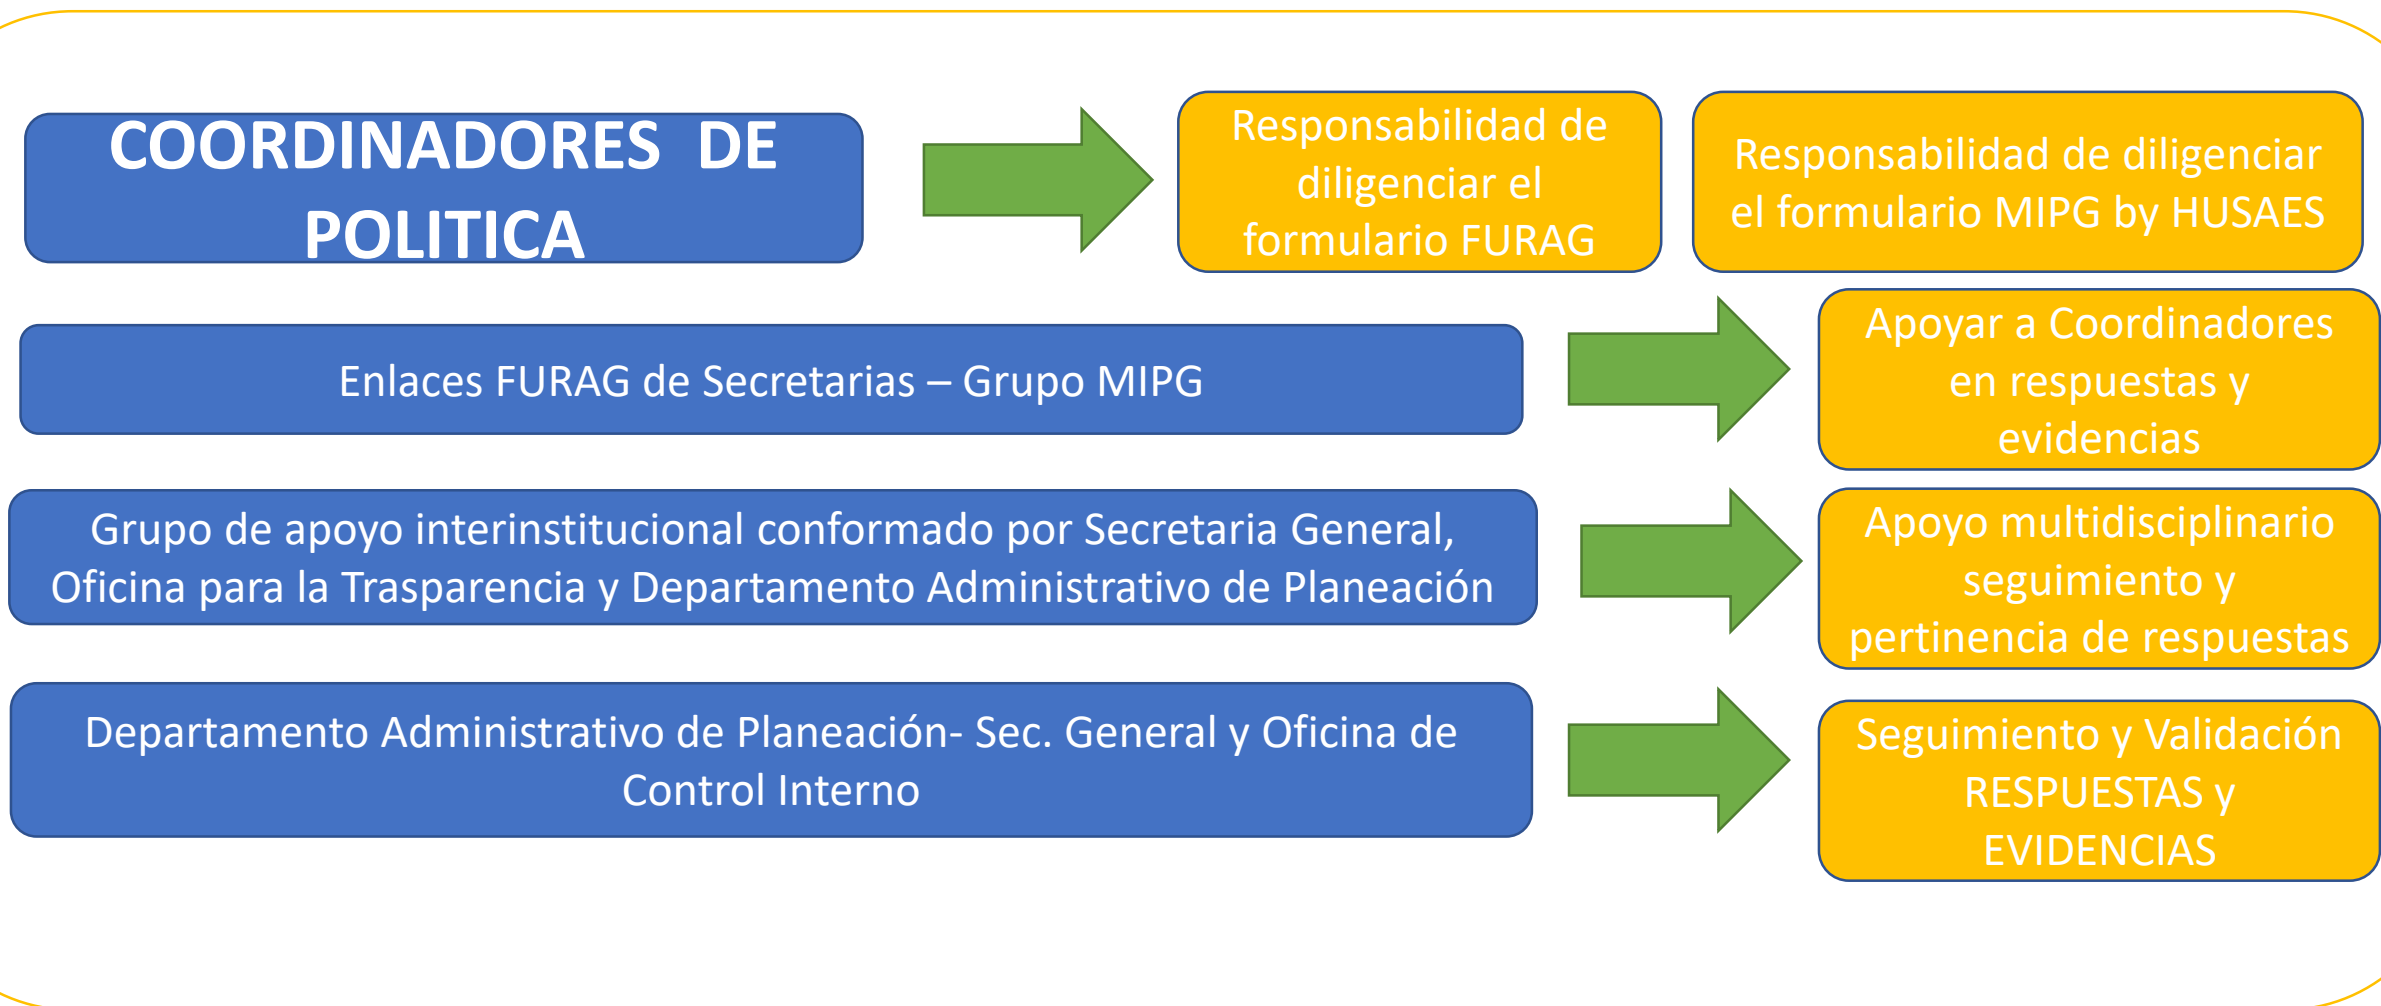 COORDINADORES DE
POLITICA
Responsabilidad de
diligenciar el
formulario FURAG
Responsabilidad de diligenciar
el formulario MIPG by HUSAES
Enlaces FURAG de Secretarias – Grupo MIPG
Apoyar a Coordinadores
en respuestas y
evidencias
Grupo de apoyo interinstitucional conformado por Secretaria General,
Oficina para la Trasparencia y Departamento Administrativo de Planeación
Apoyo multidisciplinario
seguimiento y
pertinencia de respuestas
Departamento Administrativo de Planeación- Sec. General y Oficina de
Control Interno
Seguimiento y Validación
RESPUESTAS y
EVIDENCIAS